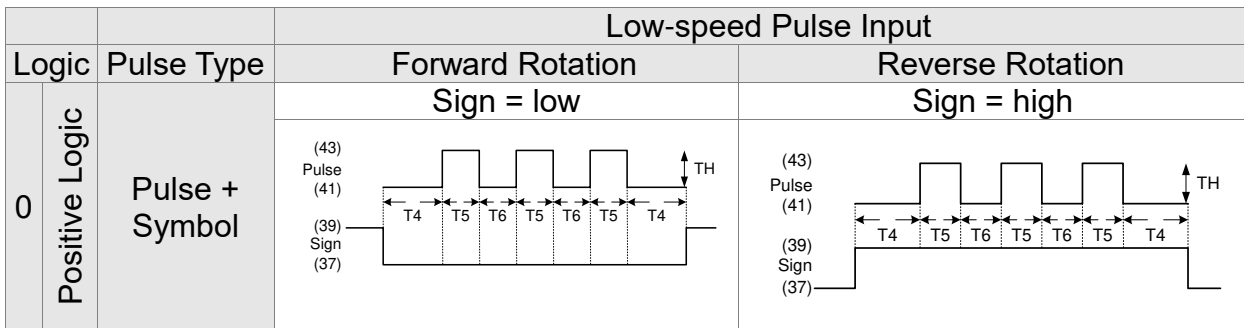 Low-speed Pulse Input
Logic Pulse Type Forward Rotation Reverse Rotation
0
Positive Logic
Pulse +
Symbol
Sign = low
(43)
Pulse
(41)
TH
T4 T5 T6 T5 T6 T5 T4
(39)
Sign
(37)
Sign = high
(43)
Pulse
(41)
TH
T4 T5 T6 T5 T6 T5 T4
(39)
Sign
(37)